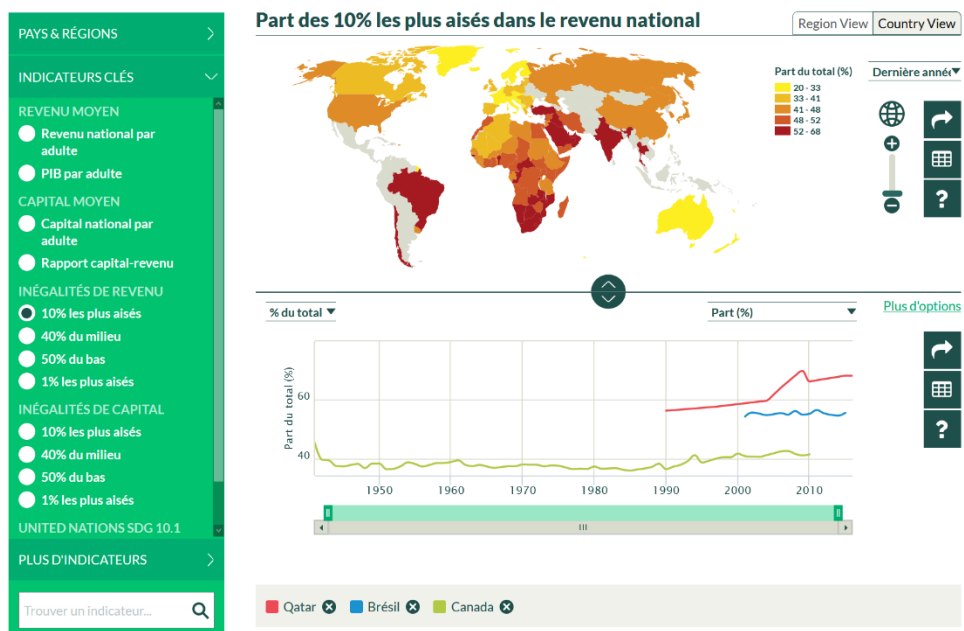 PAYS & RÉGIONS
INDICATEURS CLÉS
REVENU MOYEN
Revenu national par
adulte
PIB par adulte
CAPITAL MOYEN
Capital national par
adulte
Rapport capital-revenu
INÉGALITÉS DE REVENU
10% les plus aisés
40% du milieu
50% du bas
1% les plus aisés
INÉGALITÉS DE CAPITAL
10% les plus aisés
40% du milieu
50% du bas
1% les plus aisés
UNITED NATIONS SDG 10.1
PLUS D'INDICATEURS
Trouver un indicateur...
Part des 10% les plus aisés dans le revenu national
Region View Country View
Part du total (%)
20 - 33
33 - 41
41 - 48
48 - 52
52 - 68
Dernière année
?
% du total
Part (%)
Plus d'options
Part du total (%)
60
40
1950 1960 1970 1980 1990 2000 2010
?
Qatar Brésil Canada